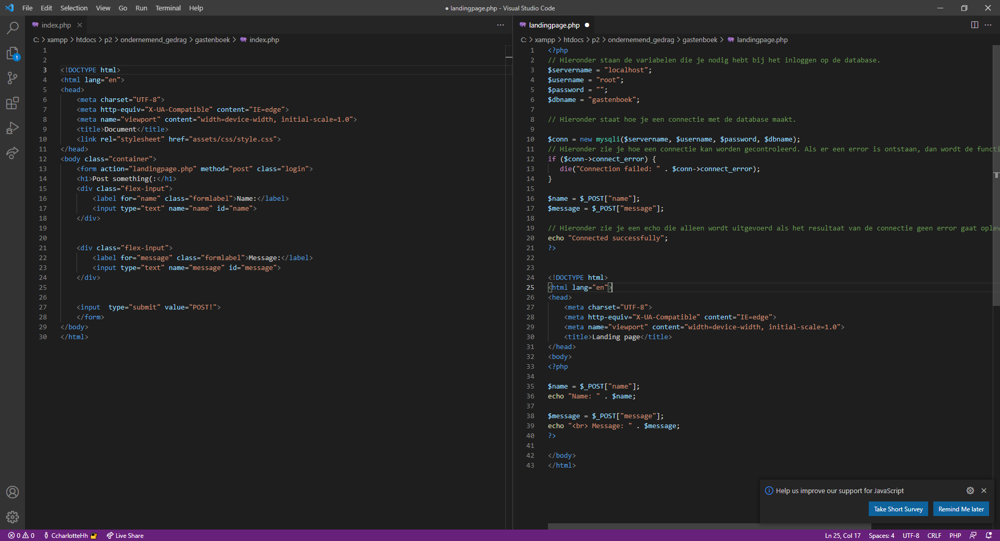 File Edit Selection View Go Run Terminal Help
● landingpage.php - Visual Studio Code
index.php
C: > xampp > htdocs > p2 > ondernemend_gedrag > gastenboek > index.php
1
2
3 <!DOCTYPE html>
4 <html lang="en">
5 <head>
6 <meta charset="UTF-8">
7 <meta http-equiv="X-UA-Compatible" content="IE=edge">
8 <meta name="viewport" content="width=device-width, initial-scale=1.0">
9 <title>Document</title>
10 <link rel="stylesheet" href="assets/css/style.css">
11 </head>
12 <body class="container">
13 <form action="landingpage.php" method="post" class="login">
14 <h1>Post something(:</h1>
15 <div class="flex-input">
16 <label for="name" class="formlabel">Name:</label>
17 <input type="text" name="name" id="name">
18 </div>
19
20
21 <div class="flex-input">
22 <label for="message" class="formlabel">Message:</label>
23 <input type="text" name="message" id="message">
24 </div>
25
26
27 <input  type="submit" value="POST!">
28 </form>
29 </body>
30 </html>
landingpage.php
C: > xampp > htdocs > p2 > ondernemend_gedrag > gastenboek > landingpage.php
1 <?php
2 // Hieronder staan de variabelen die je nodig hebt bij het inloggen op de database.
3 $servername = "localhost";
4 $username = "root";
5 $password = "";
6 $dbname = "gastenboek";
7
8 // Hieronder staat hoe je een connectie met de database maakt.
9
10 $conn = new mysqli($servername, $username, $password, $dbname);
11 // Hieronder zie je hoe een connectie kan worden gecontroleerd. Als er een error is ontstaan, dan wordt de functi
12 if ($conn->connect_error) {
13 die("Connection failed: " . $conn->connect_error);
14 }
15
16 $name = $_POST["name"];
17 $message = $_POST["message"];
18
19 // Hieronder zie je een echo die alleen wordt uitgevoerd als het resultaat van de connectie geen error gaat oplev
20 echo "Connected successfully";
21 ?>
22
23
24 <!DOCTYPE html>
25 <html lang="en">
26 <head>
27 <meta charset="UTF-8">
28 <meta http-equiv="X-UA-Compatible" content="IE=edge">
29 <meta name="viewport" content="width=device-width, initial-scale=1.0">
30 <title>Landing page</title>
31 </head>
32 <body>
33 <?php
34
35 $name = $_POST["name"];
36 echo "Name: " . $name;
37
38 $message = $_POST["message"];
39 echo "<br> Message: " . $message;
40 ?>
41
42 </body>
43 </html>
1
Help us improve our support for JavaScript
Take Short Survey Remind Me later
0 0 CcharlotteHh Live Share
Ln 25, Col 17 Spaces: 4 UTF-8 CRLF PHP